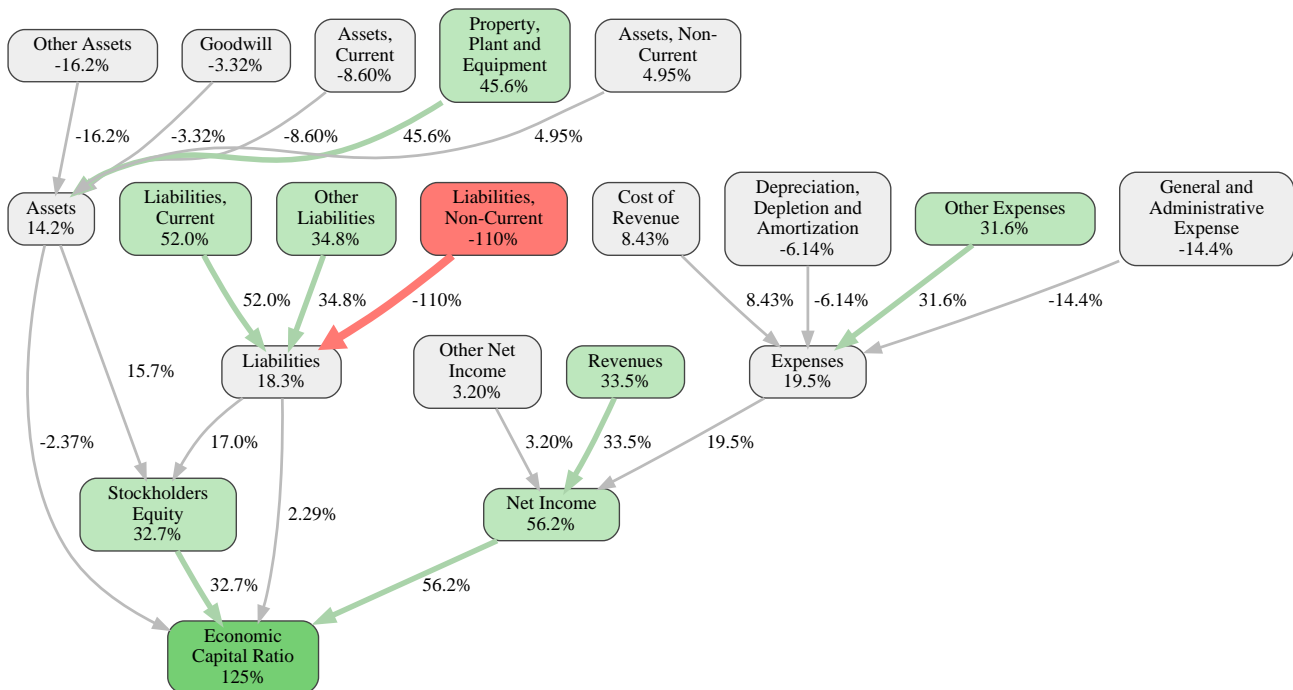 Other Assets
-16.2%
Goodwill
-3.32%
Assets,
Current
-8.60%
Property,
Plant and
Equipment
45.6%
Assets, Non-
Current
4.95%
-16.2%
-3.32%
-8.60%
45.6%
4.95%
Assets
14.2%
Liabilities,
Current
52.0%
Other
Liabilities
34.8%
Liabilities,
Non-Current
-110%
Cost of
Revenue
8.43%
Depreciation,
Depletion and
Amortization
-6.14%
Other Expenses
31.6%
General and
Administrative
Expense
-14.4%
52.0%
34.8%
-110%
8.43%
-6.14%
31.6%
-14.4%
15.7%
Liabilities
18.3%
Other Net
Income
3.20%
Revenues
33.5%
Expenses
19.5%
-2.37%
17.0%
3.20%
33.5%
19.5%
Stockholders
Equity
32.7%
2.29%
Net Income
56.2%
32.7%
56.2%
Economic
Capital Ratio
125%